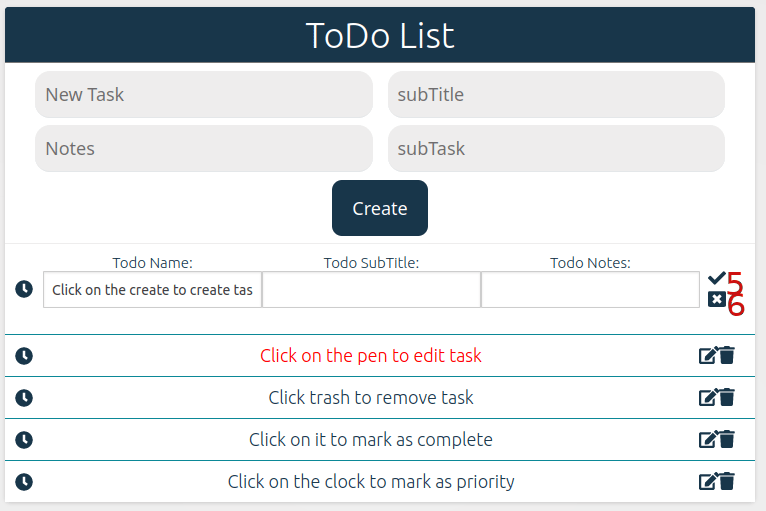 ToDo List
New Task subTitle
Notes subTask
Create
Todo Name: Todo SubTitle: Todo Notes:
Click on the create to create tas
5
6
Click on the pen to edit task
Click trash to remove task
Click on it to mark as complete
Click on the clock to mark as priority